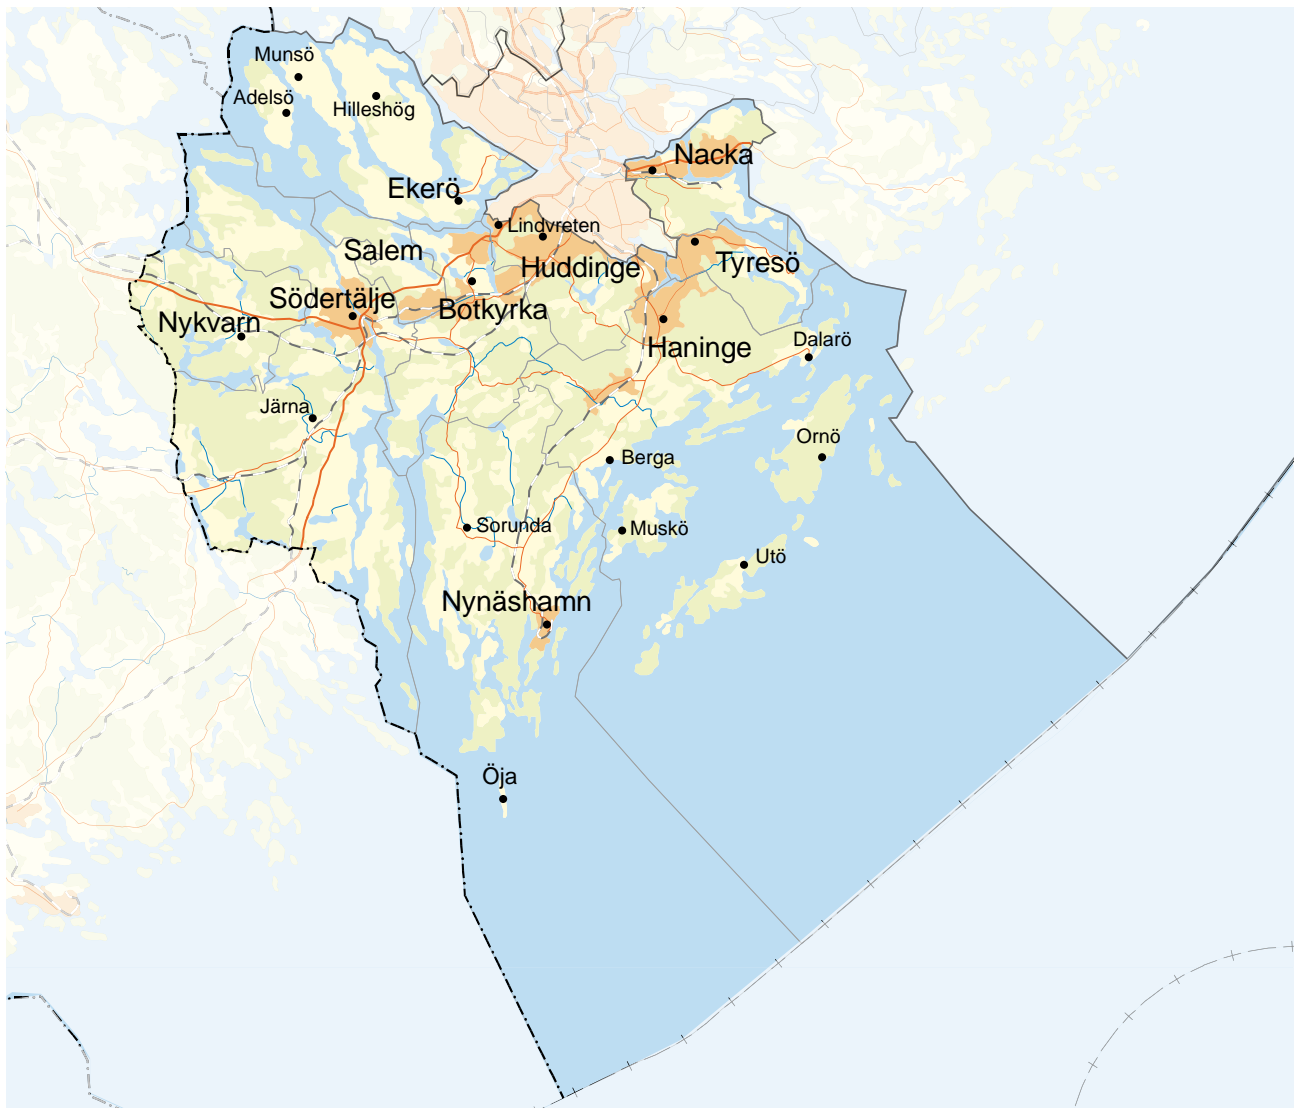 Munsö
Adelsö
Hilleshög
Nacka
Ekerö
Lindvreten
Salem
Huddinge
Tyresö
Södertälje
Botkyrka
Nykvarn
Haninge
Dalarö
Järna
Ornö
Berga
Sorunda
Muskö
Utö
Nynäshamn
Öja